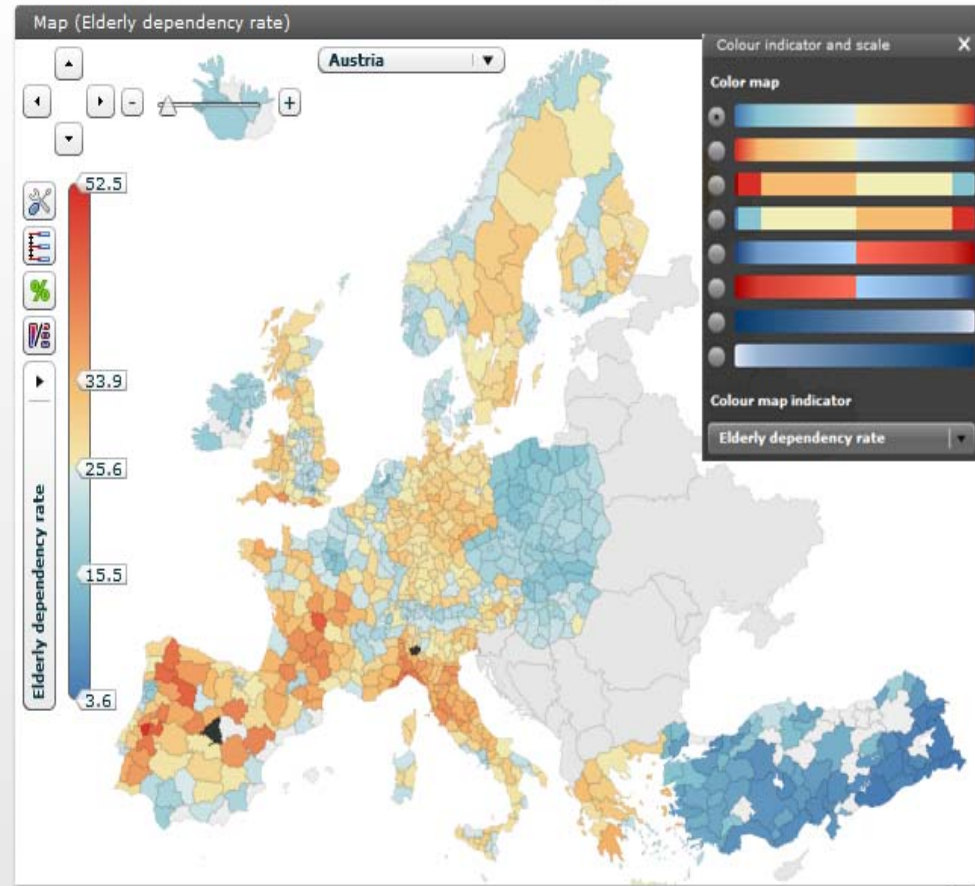 Map (Elderly dependency rate)
Austria
Colour indicator and scale
X
Color map
-
+
52.5
33.9
25.6
15.5
3.6
%
Elderly dependency rate
Colour map indicator
Elderly dependency rate